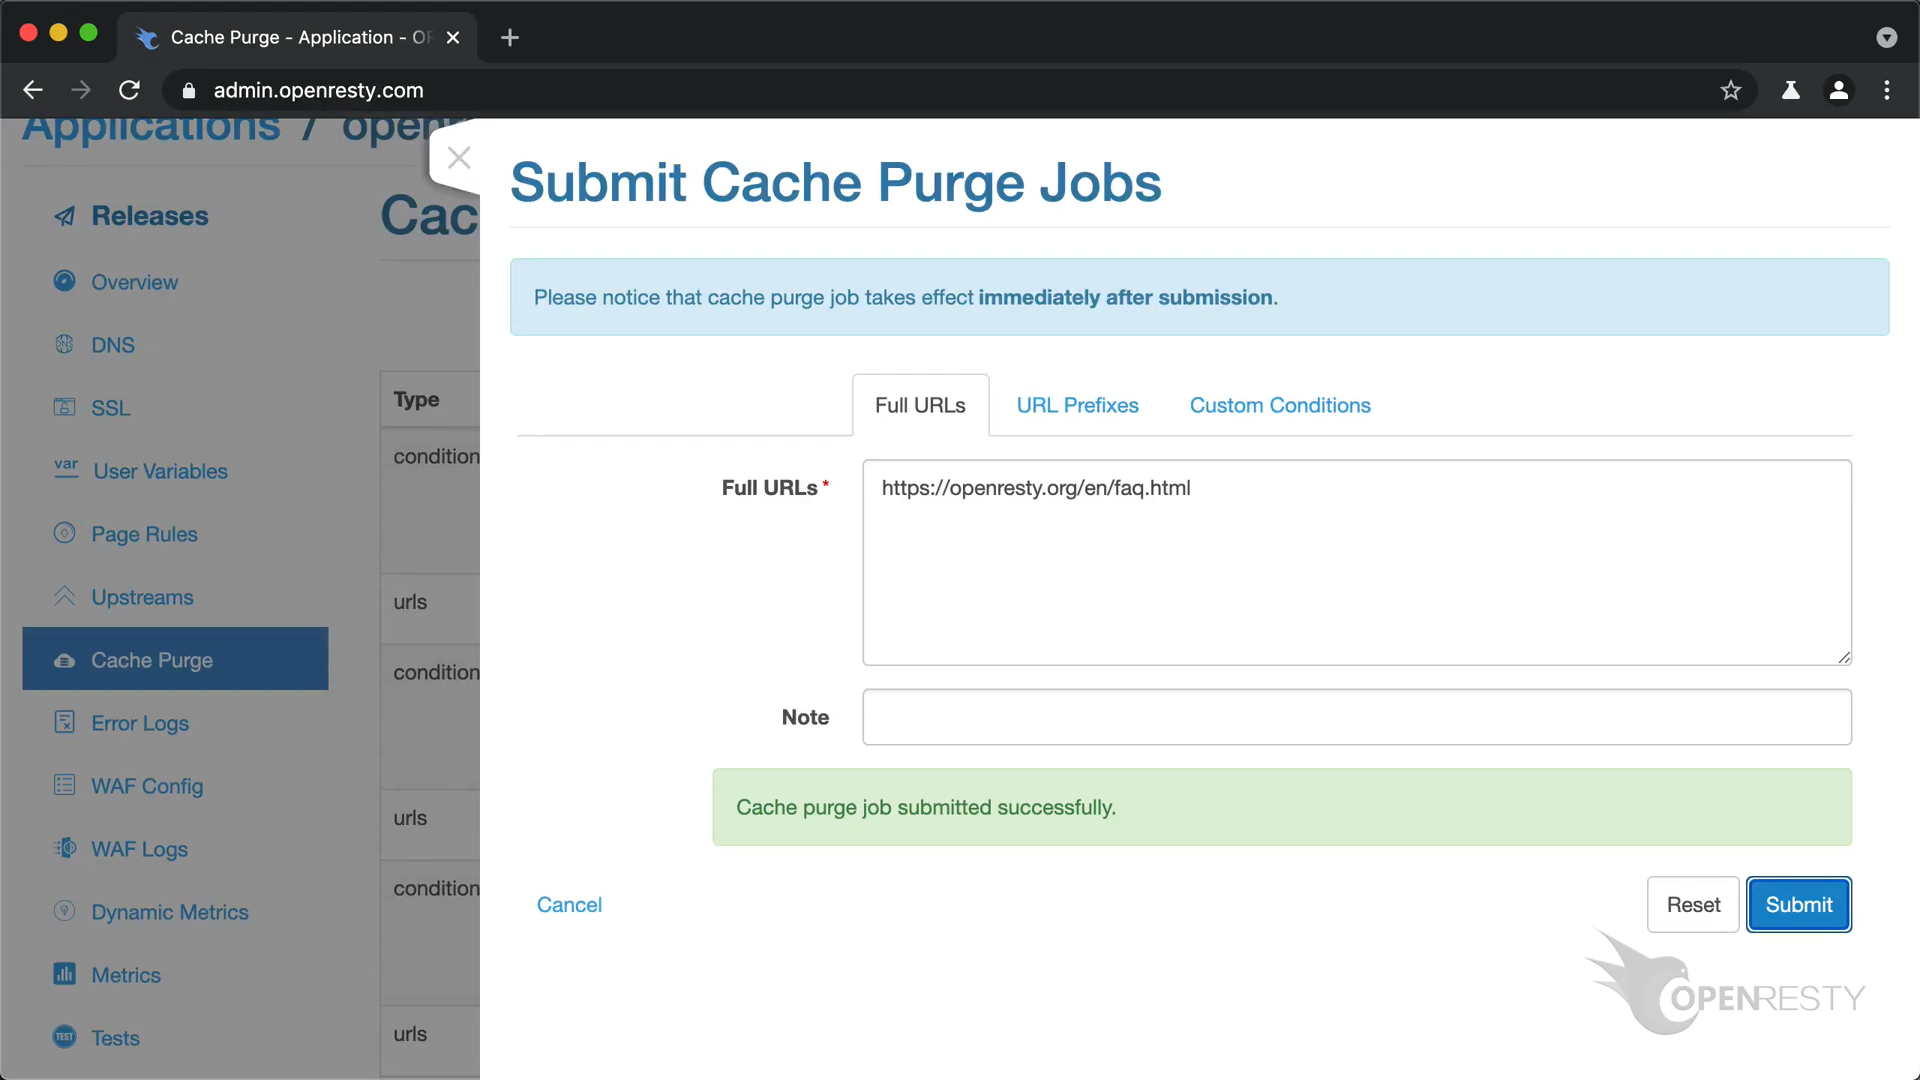 Cache Purge - Application - OF
admin.openresty.com
Applications / openr
Releases
Overview
DNS
SSL
var User Variables
Page Rules
Upstreams
Cache Purge
Error Logs
WAF Config
WAF Logs
Dynamic Metrics
Metrics
TEST Tests
Cac
Type
condition
urls
condition
urls
condition
urls
Submit Cache Purge Jobs
Please notice that cache purge job takes effect immediately after submission.
Full URLs URL Prefixes Custom Conditions
Full URLs* https://openresty.org/en/faq.html
Note
Cache purge job submitted successfully.
Cancel Reset Submit
OPENRESTY